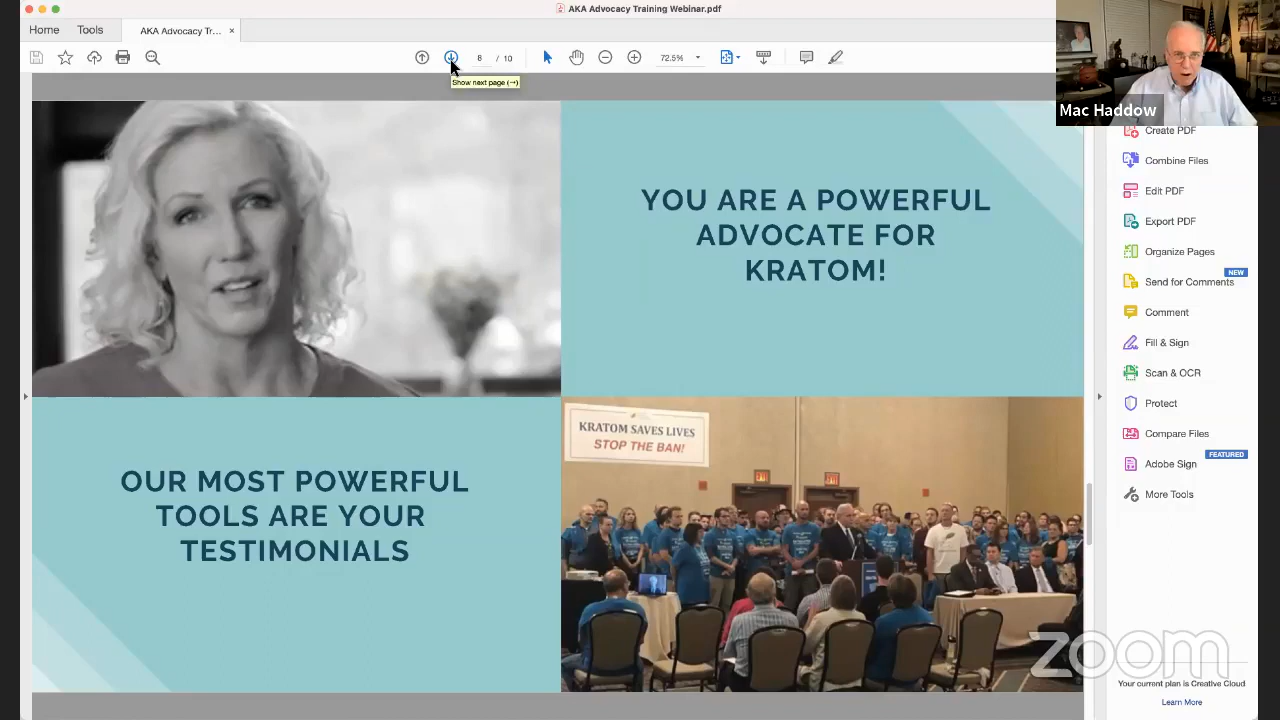 AKA Advocacy Training Webinar.pdf
Home
Tools
AKA Advocacy Tr... ×
8 / 10
72.5%
Show next page (→)
Mac Haddow
YOU ARE A POWERFUL
ADVOCATE FOR
KRATOM!
OUR MOST POWERFUL
TOOLS ARE YOUR
TESTIMONIALS
KRATOM SAVES LIVES
STOP THE BAN!
Create PDF
Combine Files
Edit PDF
Export PDF
Organize Pages
NEW
Send for Comments
Comment
Fill & Sign
Scan & OCR
Protect
Compare Files
FEATURED
Adobe Sign
More Tools
zoom
Your current plan is Creative Cloud
Learn More